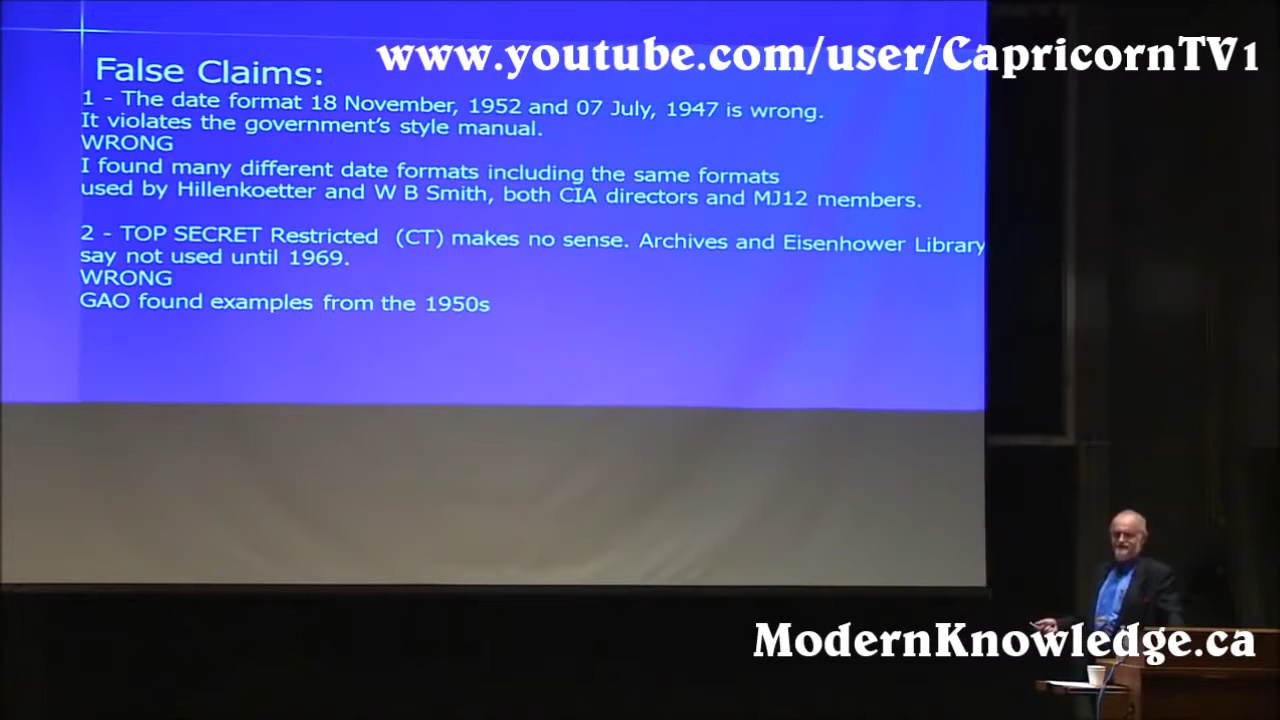 www.youtube.com/user/CapricornTV1
False Claims:
1 - The date format 18 November, 1952 and 07 July, 1947 is wrong.
It violates the government's style manual.
WRONG
I found many different date formats including the same formats
used by Hillenkoetter and W B Smith, both CIA directors and MJ12 members.
2 - TOP SECRET Restricted (CT) makes no sense. Archives and Eisenhower Library
say not used until 1969.
WRONG
GAO found examples from the 1950s
ModernKnowledge.ca